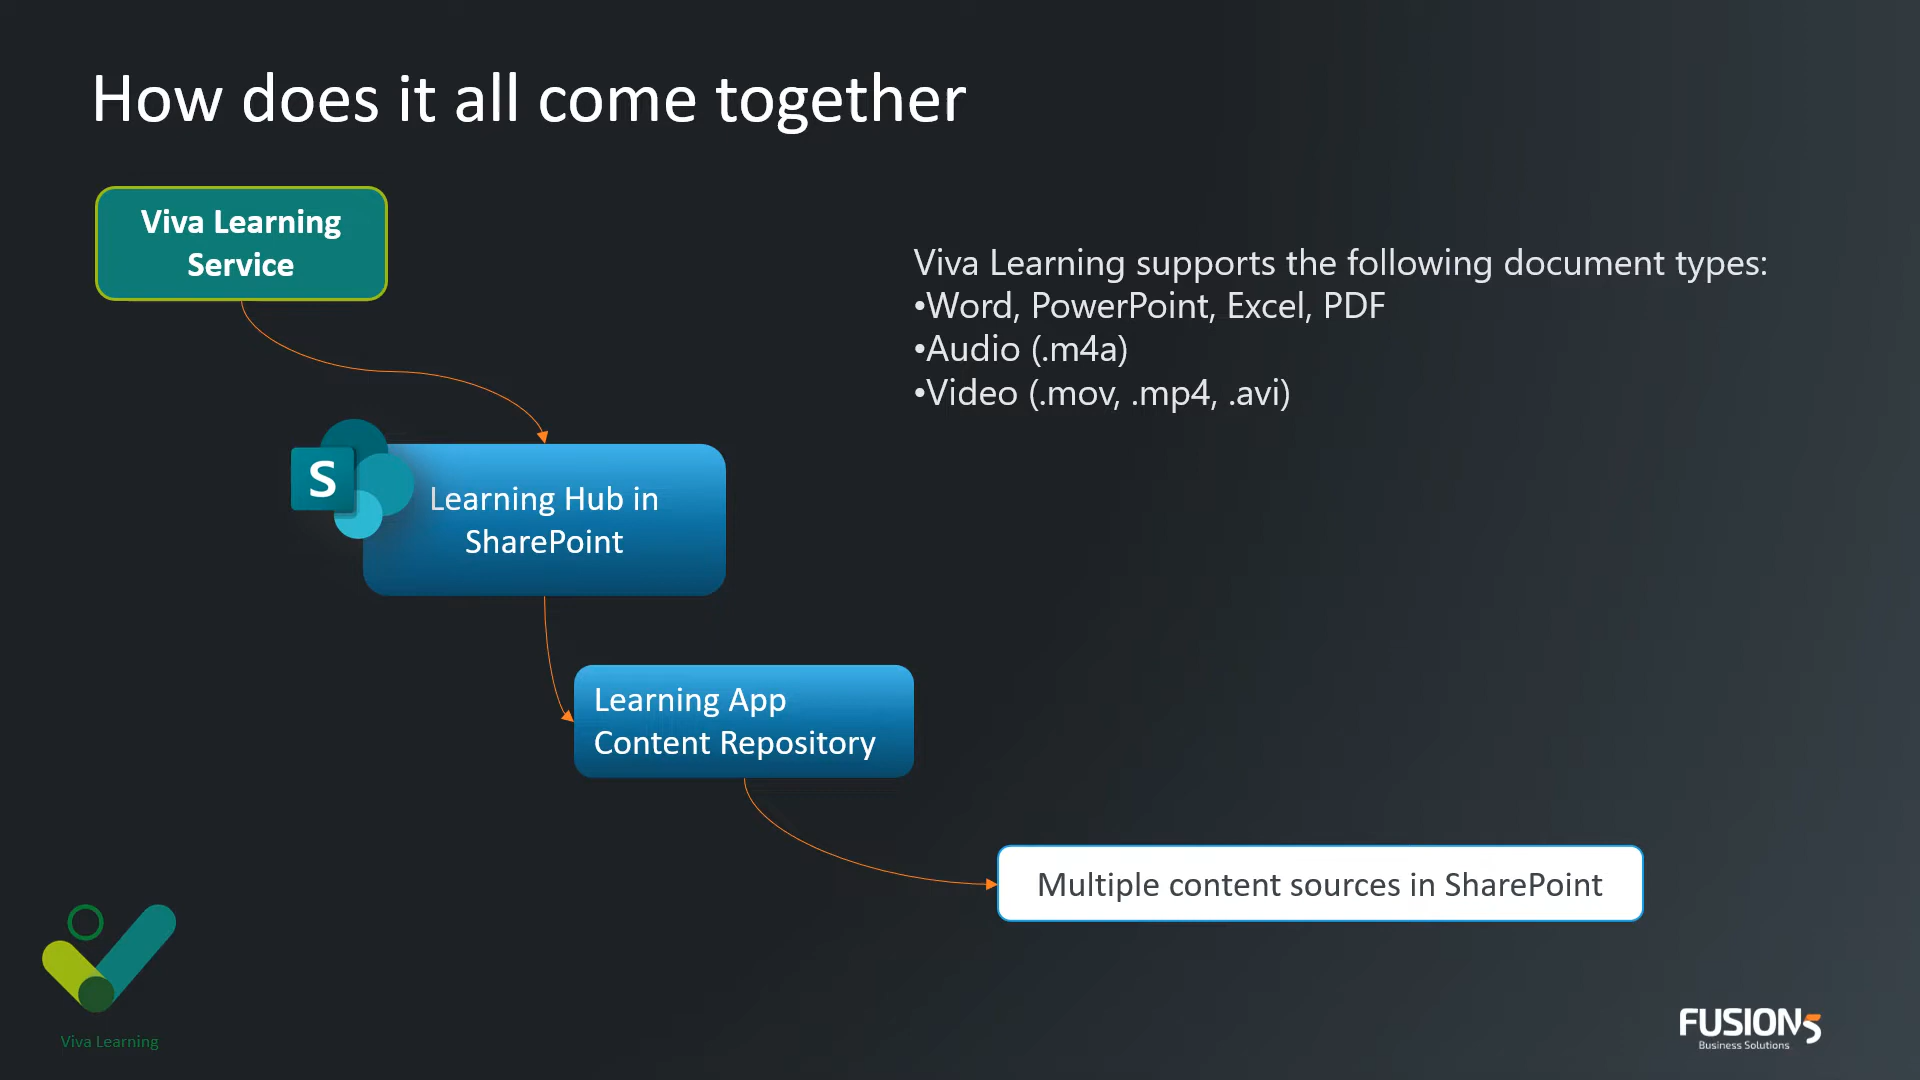 How does it all come together
Viva Learning
Service
Viva Learning supports the following document types:
•Word, PowerPoint, Excel, PDF
•Audio (.m4a)
•Video (.mov, .mp4, .avi)
S
Learning Hub in
SharePoint
Learning App
Content Repository
Multiple content sources in SharePoint
Viva Learning
FUSION5
Business Solutions